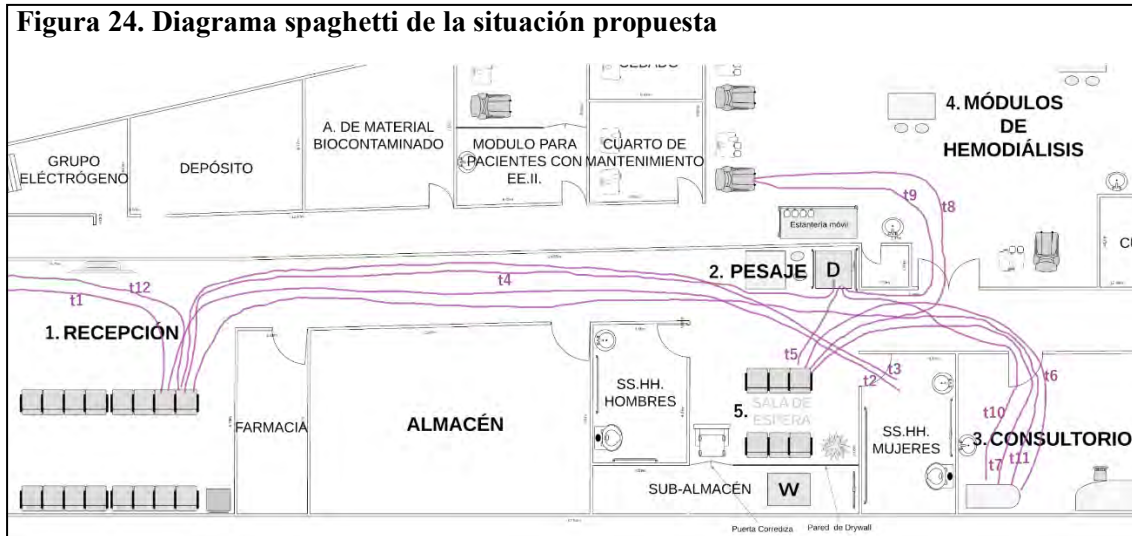 Figura 24. Diagrama spaghetti de la situación propuesta
GRUPO
ELÉCTRÓGENO
DEPÓSITO
A. DE MATERIAL
BIOCONTAMINADO
MODULO PARA
PACIENTES CON
EE.II.
CUARTO DE
MANTENIMIENTO
4. MÓDULOS
DE
HEMODIÁLISIS
t9
t8
Estantería móvil
2. PESAJE
D
t1
t12
t4
1. RECEPCIÓN
t5
t3
t2
t6
SS.HH.
HOMBRES
5.
SALA DE
ESPERA
FARMACIA
ALMACÉN
SS.HH.
MUJERES
t10
3. CONSULTORIO
t7
t11
SUB-ALMACÉN
W
Puerta Corrediza
Pared de Drywall